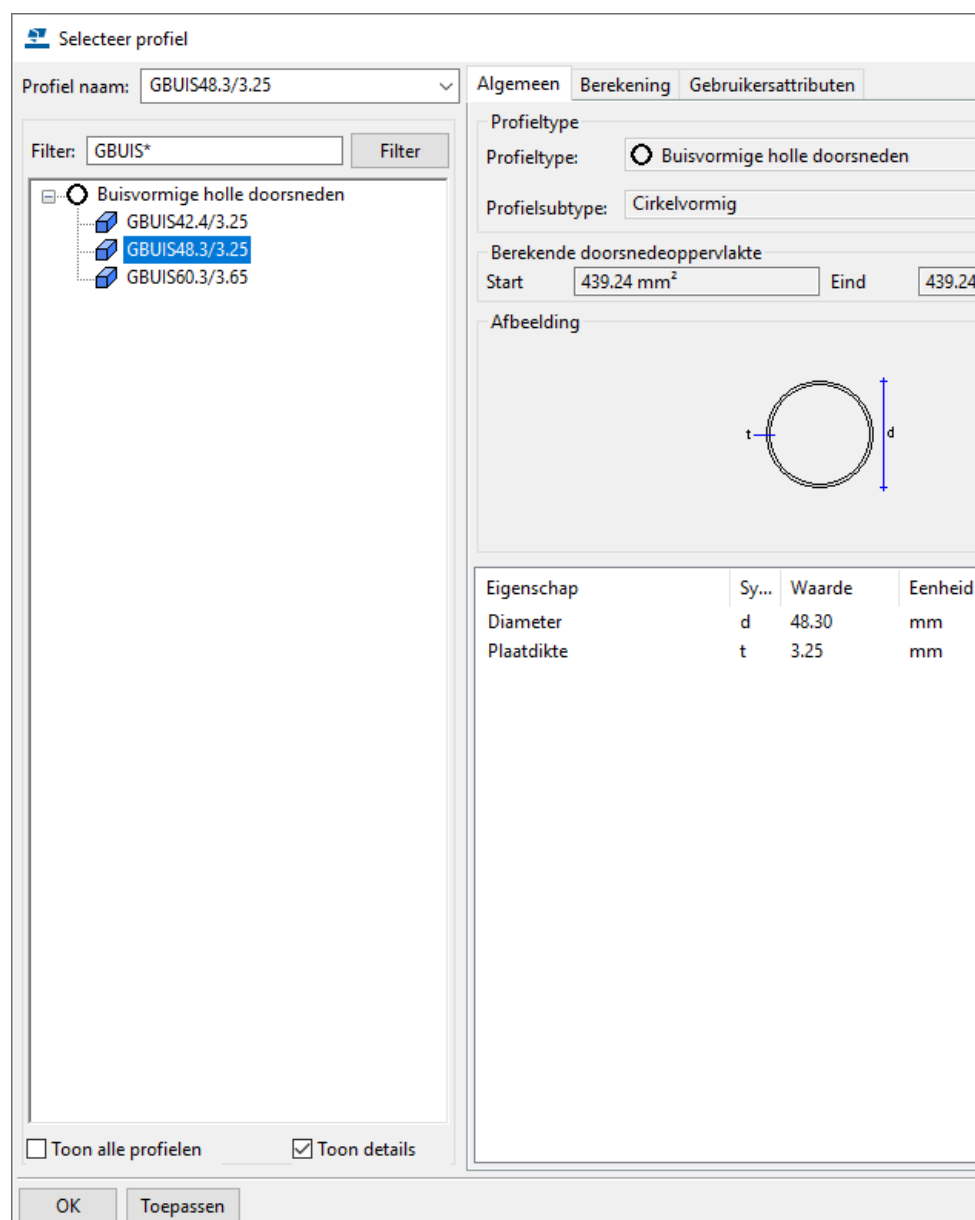 Selecteer profiel
Profiel naam: GBUIS48.3/3.25
Filter: GBUIS* Filter
Buisvormige holle doorsneden
GBUIS42.4/3.25
GBUIS48.3/3.25
GBUIS60.3/3.65
Toon alle profielen Toon details
OK Toepassen
Algemeen Berekening Gebruikersattributen
Profieltype
Profieltype: Buisvormige holle doorsneden
Profielsubtype: Cirkelvormig
Berekende doorsnedeoppervlakte
Start 439.24 mm² Eind 439.24
Afbeelding
t d
Eigenschap Sy... Waarde Eenheid
Diameter d 48.30 mm
Plaatdikte t 3.25 mm